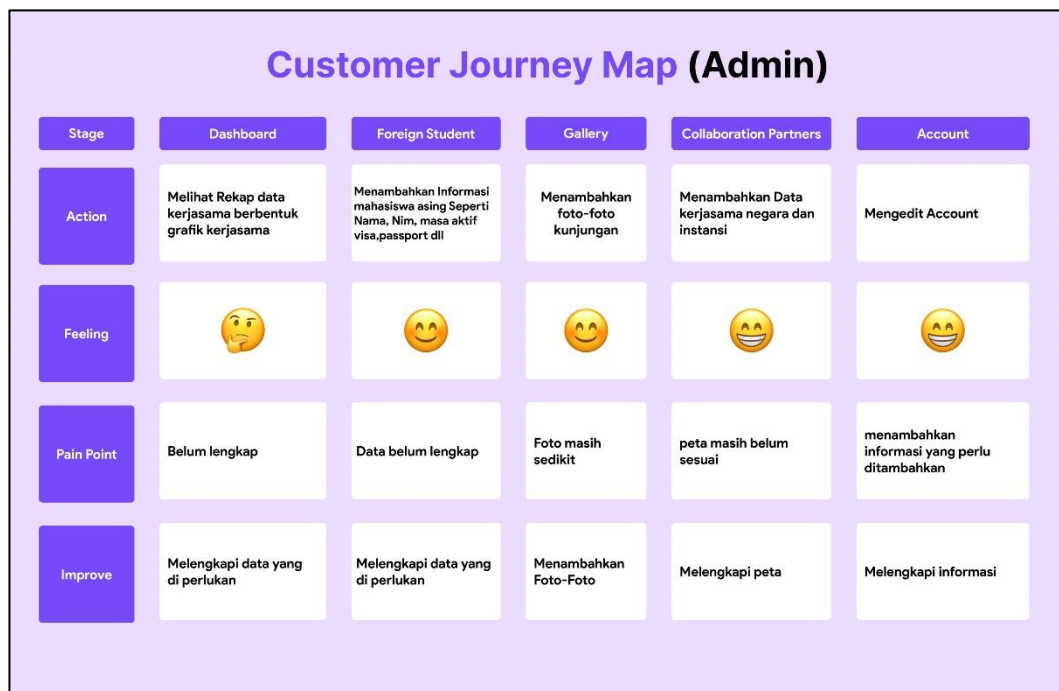 Customer Journey Map (Admin)
Stage
Dashboard
Foreign Student
Gallery
Collaboration Partners
Account
Action
Melihat Rekap data
kerjasama berbentuk
grafik kerjasama
Menambahkan Informasi
mahasiswa asing Seperti
Nama, Nim, masa aktif
visa,passport dll
Menambahkan
foto-foto
kunjungan
Menambahkan Data
kerjasama negara dan
instansi
Mengedit Account
Feeling
Pain Point
Belum lengkap
Data belum lengkap
Foto masih
sedikit
peta masih belum
sesuai
menambahkan
informasi yang perlu
ditambahkan
Improve
Melengkapi data yang
di perlukan
Melengkapi data yang
di perlukan
Menambahkan
Foto-Foto
Melengkapi peta
Melengkapi informasi